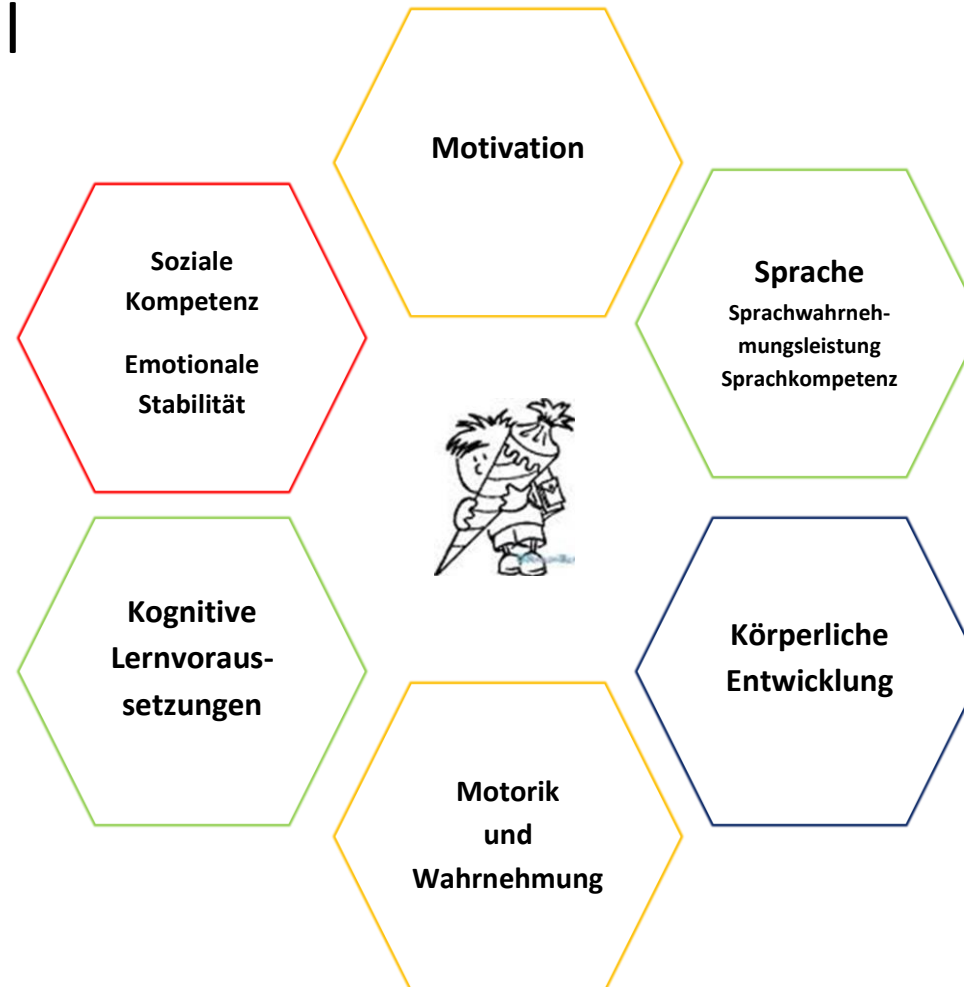 Motivation
Soziale
Kompetenz
Emotionale
Stabilität
Sprache
Sprachwahrneh-
mungsleistung
Sprachkompetenz
Kognitive
Lernvoraus-
setzungen
Körperliche
Entwicklung
Motorik
und
Wahrnehmung